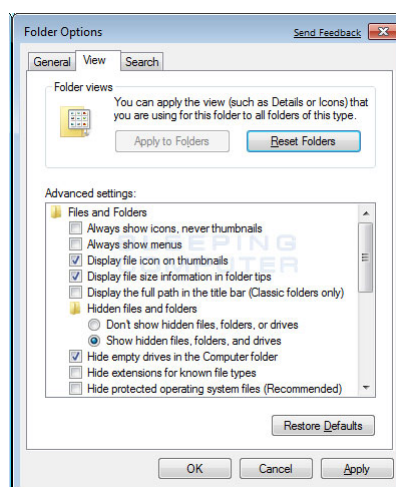 Folder Options
Send Feedback
General View Search
Folder views
You can apply the view (such as Details or Icons) that
you are using for this folder to all folders of this type.
Apply to Folders Reset Folders
Advanced settings:
Files and Folders
Always show icons, never thumbnails
Always show menus
Display file icon on thumbnails
Display file size information in folder tips
Display the full path in the title bar (Classic folders only)
Hidden files and folders
Don't show hidden files, folders, or drives
Show hidden files, folders, and drives
Hide empty drives in the Computer folder
Hide extensions for known file types
Hide protected operating system files (Recommended)
BLEEPING
COMPUTER
Restore Defaults
OK Cancel Apply